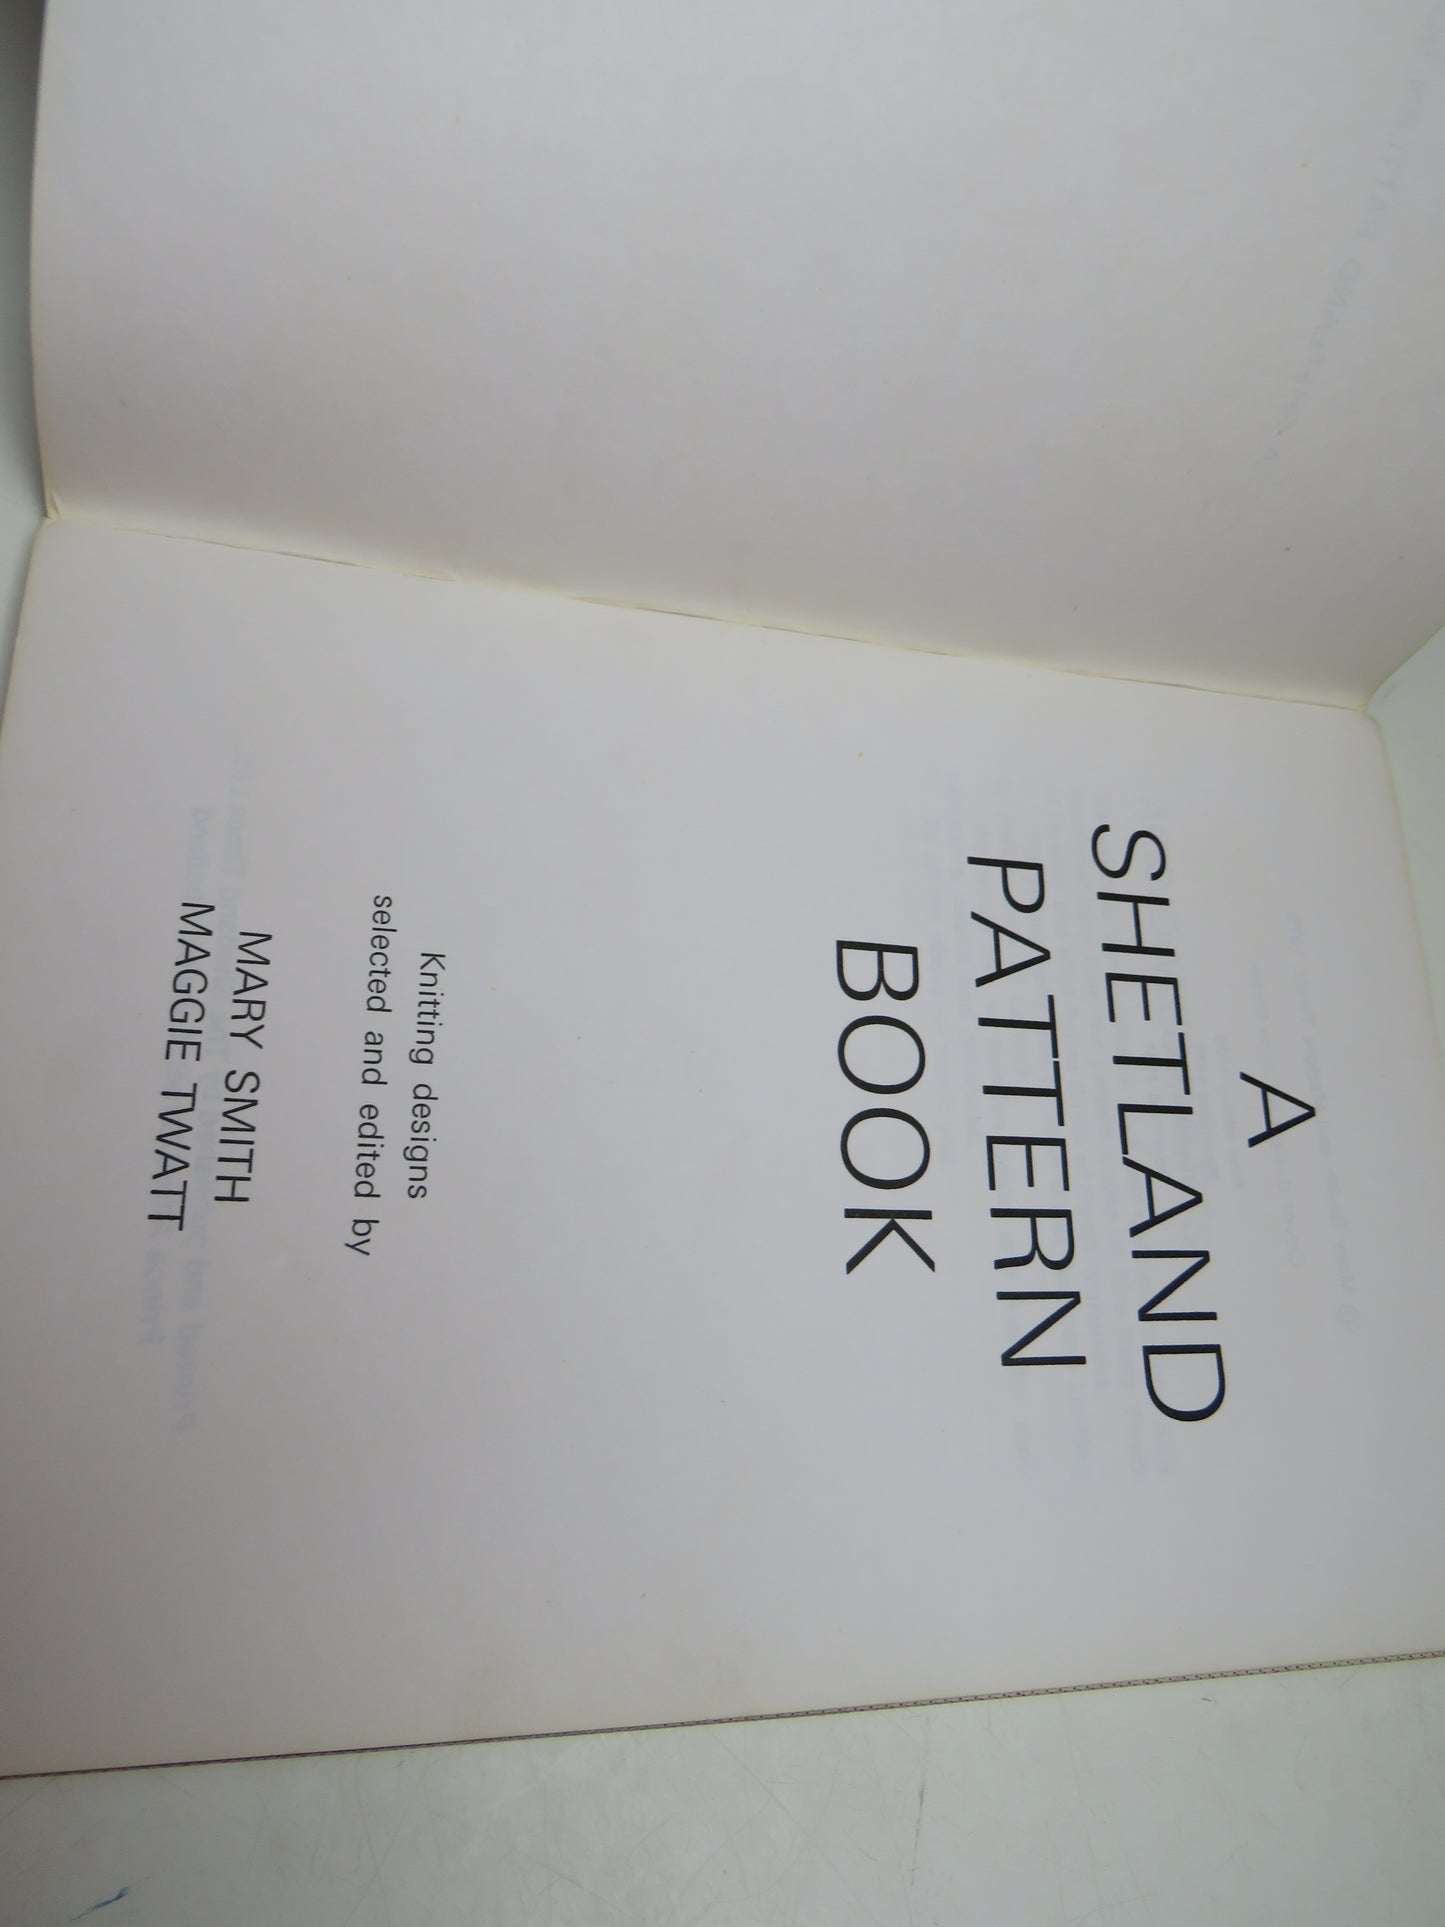 A
SHETLAND
PATTERN
BOOK
Knitting designs
selected and edited by
MARY SMITH
MAGGIE TWATT